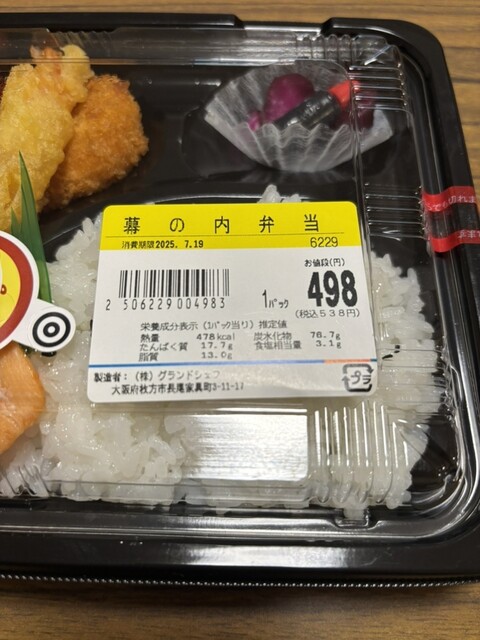 幕の内弁当
消費期限2025. 7.19 6229
お値段(円)
1パック 498
(税込538円)
2 506229 004983
栄養成分表示 (1パック当り) 推定値
熱量 478kcal 炭水化物 76.7g
たんぱく質 17.7g 食塩相当量 3.1g
脂質 13.0g
製造者: (株) グランドシェフ
大阪府枚方市長尾家具町3-11-17
プラ